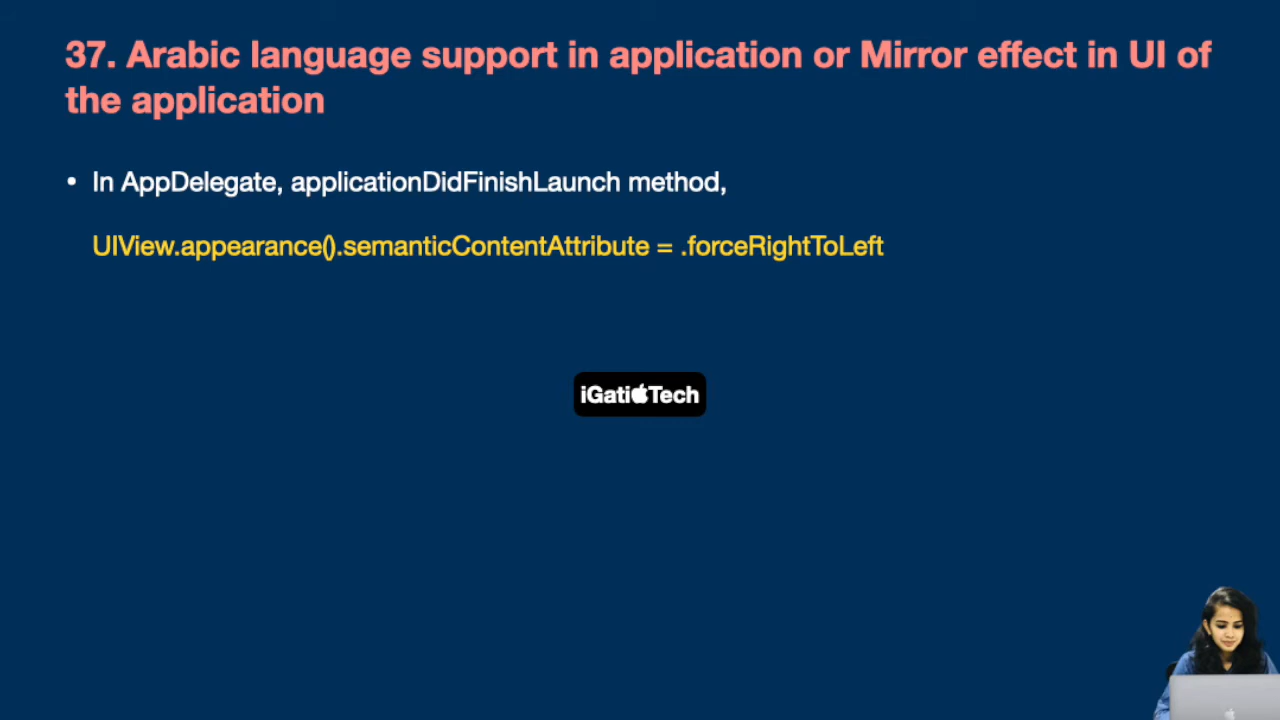 37. Arabic language support in application or Mirror effect in UI of
the application
• In AppDelegate, applicationDidFinishLaunch method,
UIView.appearance().semanticContentAttribute = .forceRightToLeft
iGatiTech